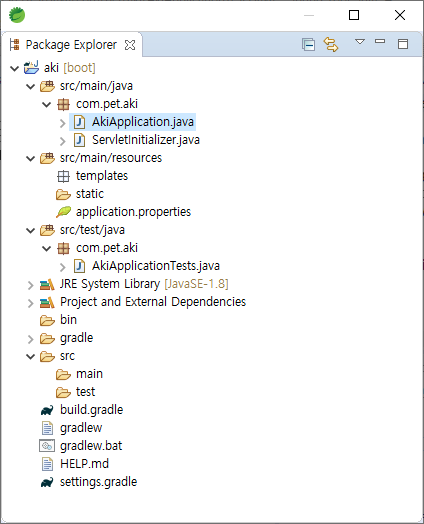 Package Explorer
aki [boot]
src/main/java
com.pet.aki
AkiApplication.java
ServletInitializer.java
src/main/resources
templates
static
application.properties
src/test/java
com.pet.aki
AkiApplicationTests.java
JRE System Library [JavaSE-1.8]
Project and External Dependencies
bin
gradle
src
main
test
build.gradle
gradlew
gradlew.bat
HELP.md
settings.gradle